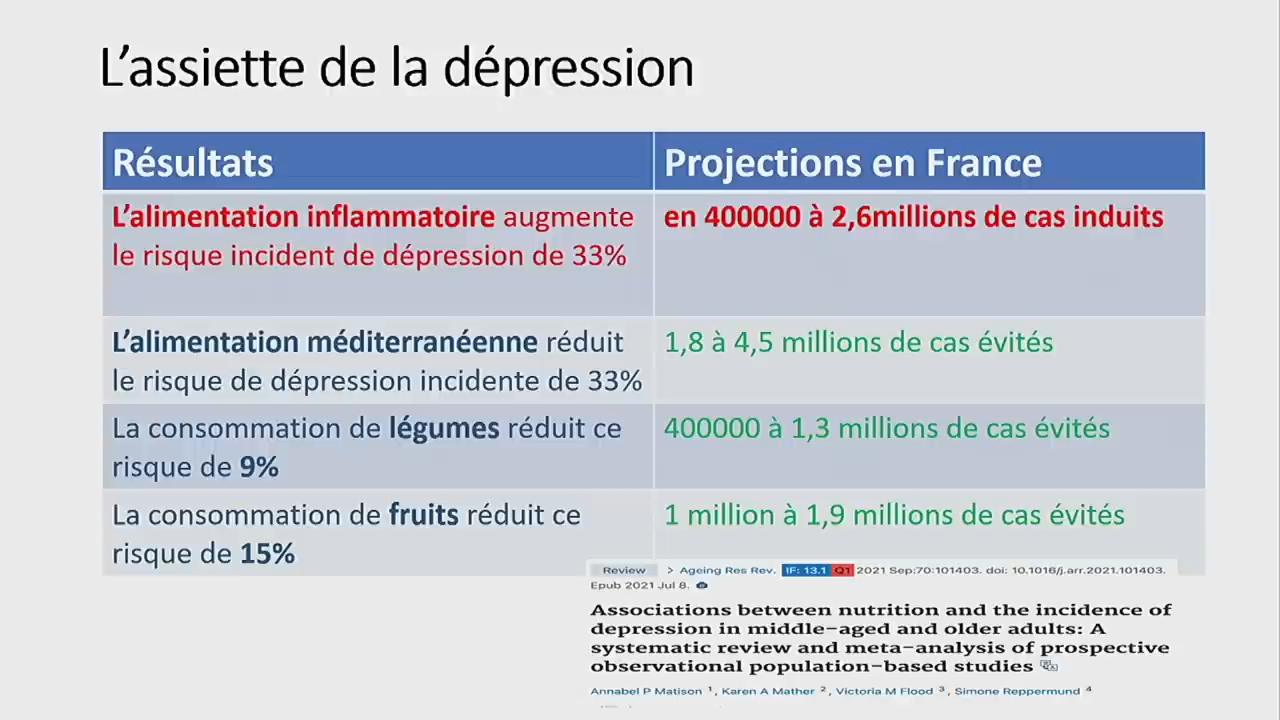 L'assiette de la dépression
Résultats
Projections en France
L'alimentation inflammatoire augmente
le risque incident de dépression de 33%
en 400000 à 2,6millions de cas induits
L'alimentation méditerranéenne réduit
le risque de dépression incidente de 33%
1,8 à 4,5 millions de cas évités
La consommation de légumes réduit ce
risque de 9%
400000 à 1,3 millions de cas évités
La consommation de fruits réduit ce
risque de 15%
1 million à 1,9 millions de cas évités
Review > Ageing Res Rev. IF: 13.1 Q1 2021 Sep:70:101403. doi: 10.1016/j.arr.2021.101403.
Epub 2021 Jul 8.
Associations between nutrition and the incidence of
depression in middle-aged and older adults: A
systematic review and meta-analysis of prospective
observational population-based studies
Annabel P Matison 1, Karen A Mather 2, Victoria M Flood 3, Simone Reppermund 4